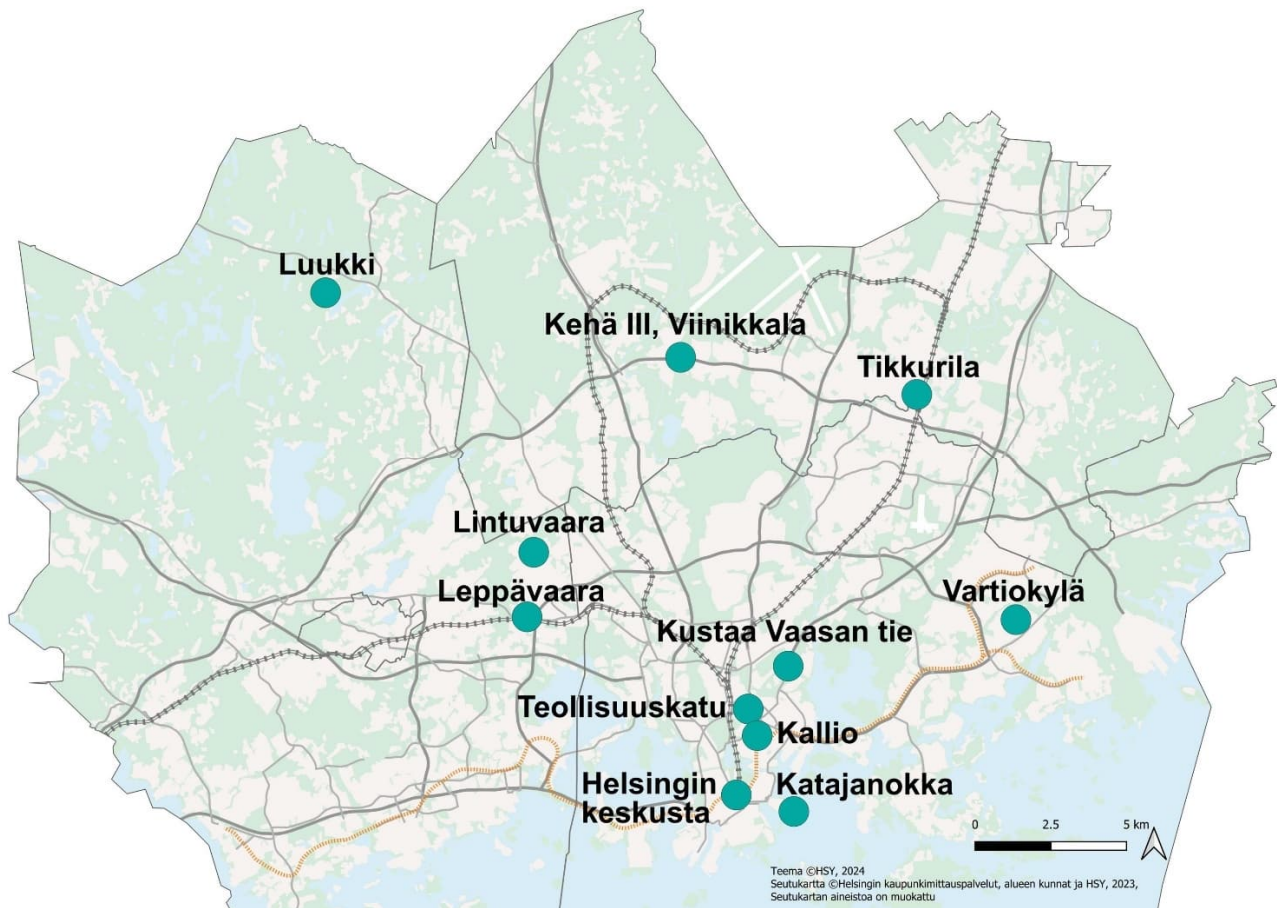 Luukki
Kehä III, Viinikkala
Tikkurila
Lintuvaara
Leppävaara
Vartiokylä
Kustaa Vaasan tie
Teollisuuskatu
Kallio
Helsingin
keskusta
Katajanokka
0 2.5 5 km
Teema ©HSY, 2024
Seutukartta ©Helsingin kaupunkimittauspalvelut, alueen kunnat ja HSY, 2023,
Seutukartan aineistoa on muokattu